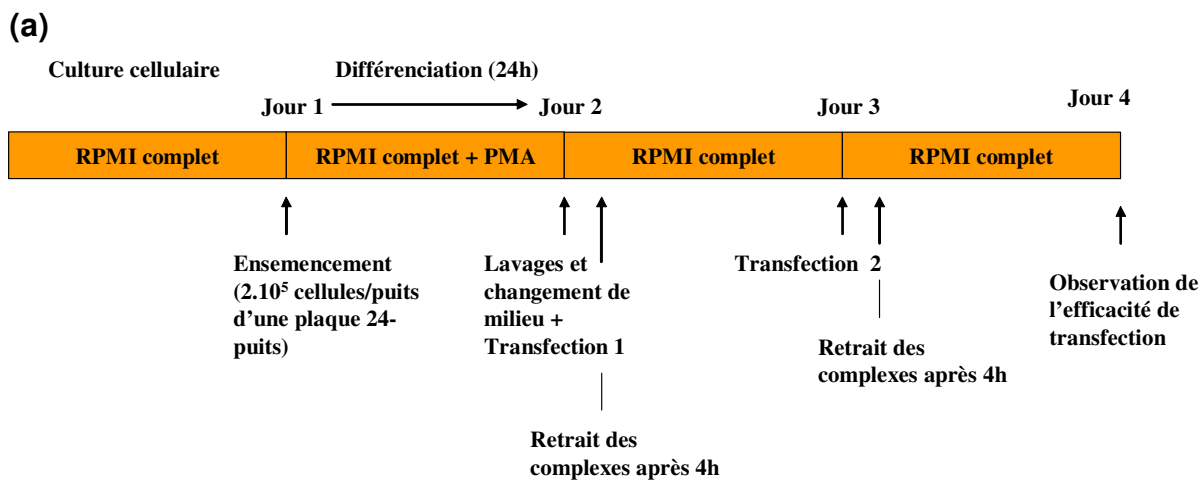 (a)
Culture cellulaire
Différenciation (24h)
Jour 1
Jour 2
Jour 3
Jour 4
RPMI complet
RPMI complet + PMA
RPMI complet
RPMI complet
Ensemencement
(2.10⁵ cellules/puits
d’une plaque 24-
puits)
Lavages et
changement de
milieu +
Transfection 1
Retrait des
complexes après 4h
Transfection 2
Retrait des
complexes après 4h
Observation de
l’efficacité de
transfection